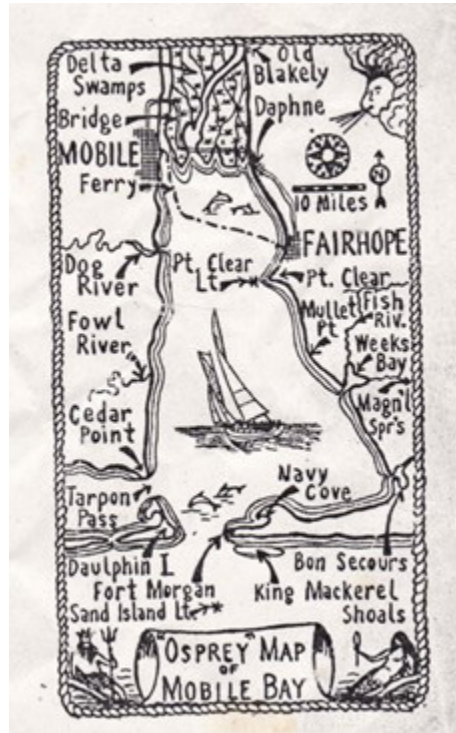 Delta
Swamps
Old
Blakely
Bridge
Daphne
MOBILE
Ferry
N
10 Miles
FAIRHOPE
Dog
River
Pt. Clear
Lt.
Pt. Clear
Mullet
Pt.
Fish
Riv.
Fowl
River
Weeks
Bay
Magn'l
Spr's
Cedar
Point
Navy
Cove
Tarpon
Pass
Daulphin I
Fort Morgan
Sand Island Lt.
Bon Secours
King Mackerel
Shoals
"OSPREY" MAP
OF
MOBILE BAY